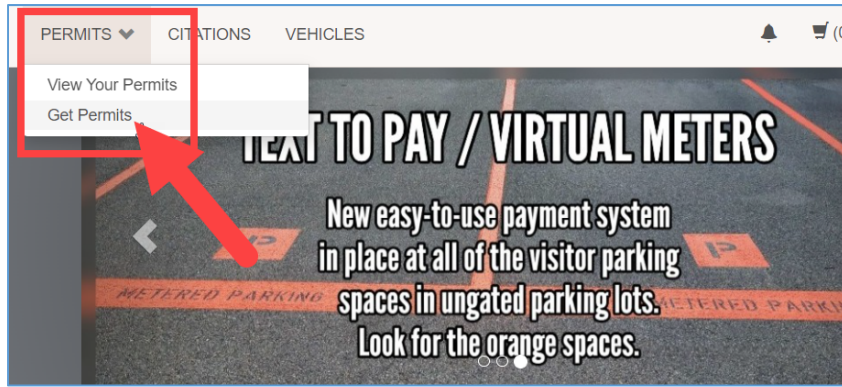 PERMITS CITATIONS VEHICLES (0
View Your Permits
Get Permits
TEXT TO PAY / VIRTUAL METERS
New easy-to-use payment system
in place at all of the visitor parking
spaces in ungated parking lots.
Look for the orange spaces.
METERED PARKING
METERED PARKI